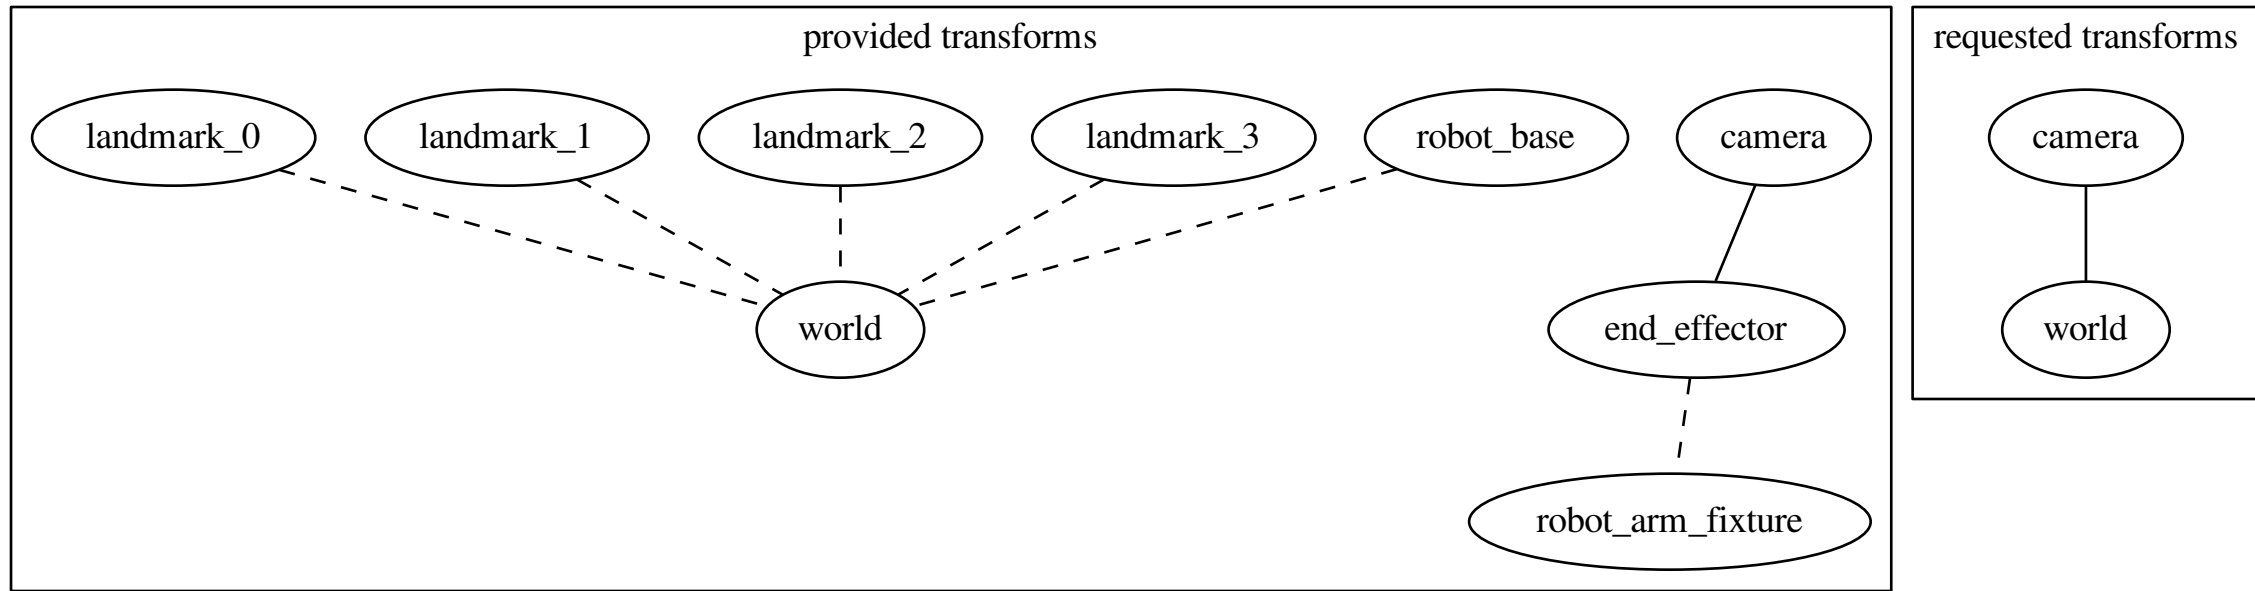 provided transforms
requested transforms
landmark_0
landmark_1
landmark_2
landmark_3
robot_base
camera
camera
world
end_effector
world
robot_arm_fixture